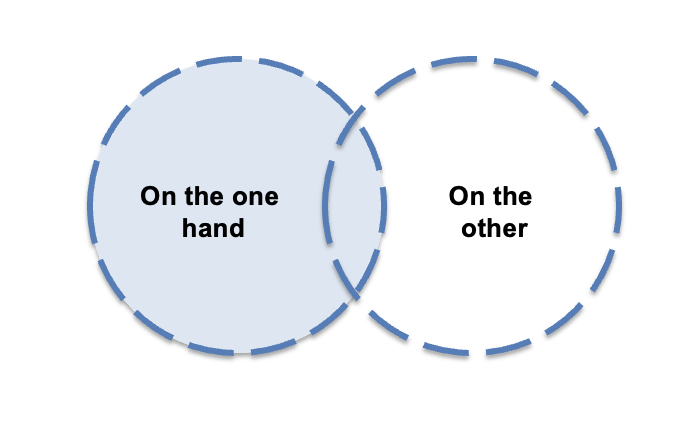 On the one
hand
On the
other